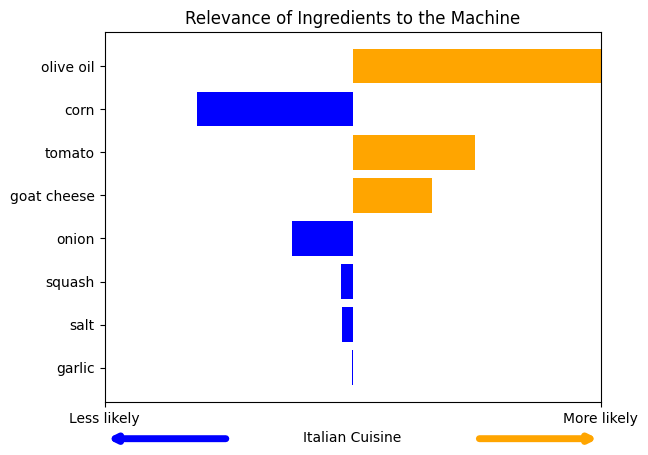 Relevance of Ingredients to the Machine
olive oil
corn
tomato
goat cheese
onion
squash
salt
garlic
Less likely
More likely
Italian Cuisine